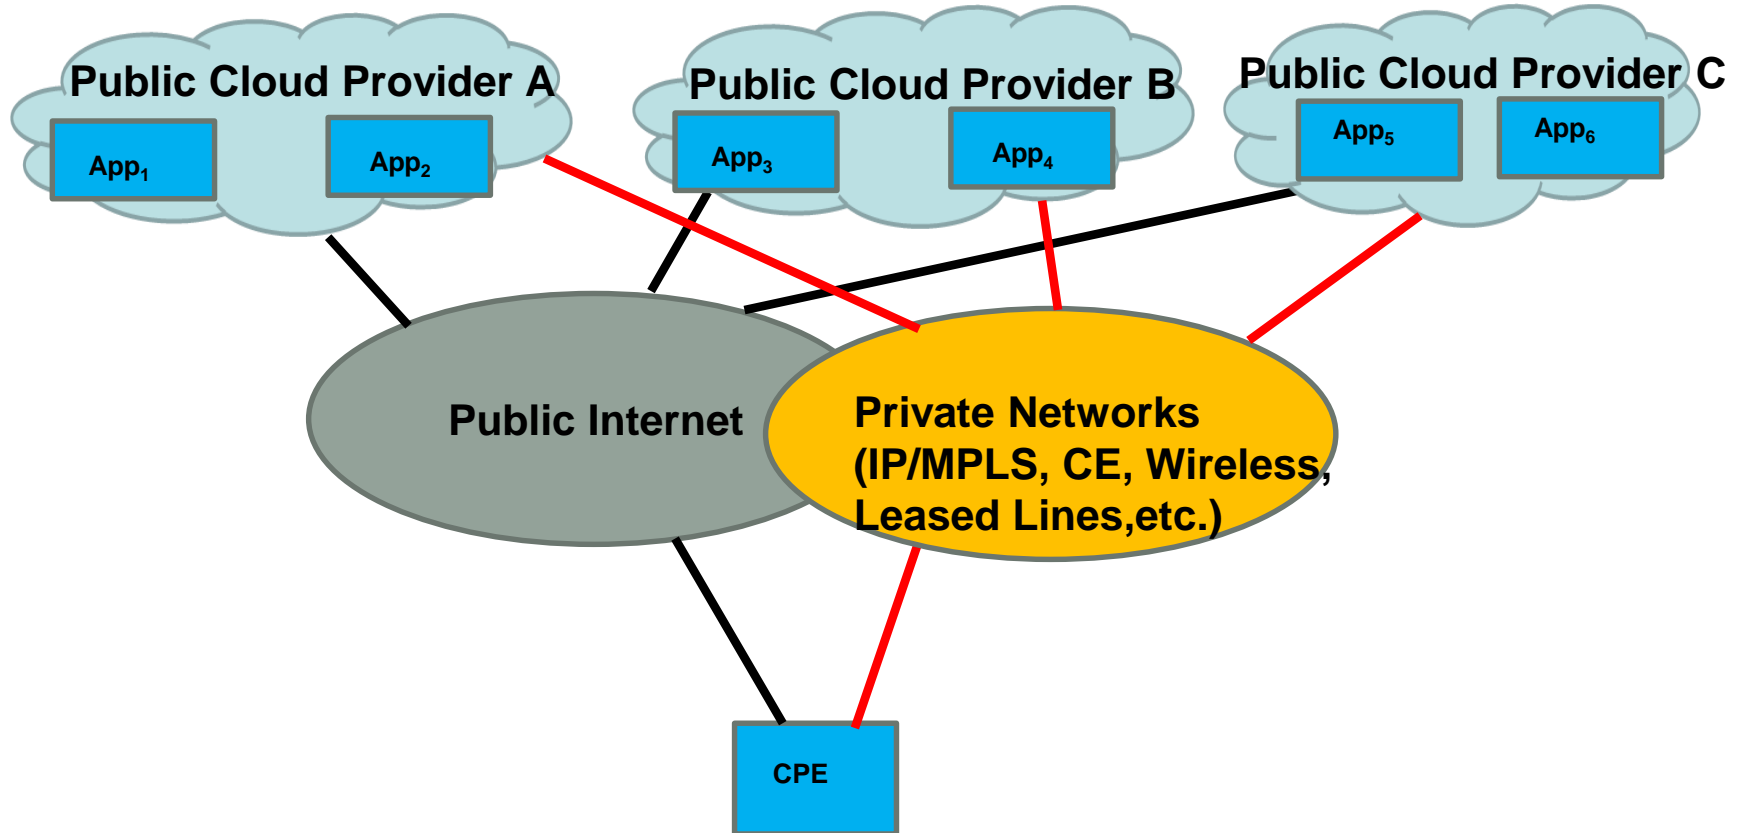 Public Cloud Provider A
App₁
App₂
Public Cloud Provider B
App₃
App₄
Public Cloud Provider C
App₅
App₆
Public Internet
Private Networks
(IP/MPLS, CE, Wireless,
Leased Lines,etc.)
CPE